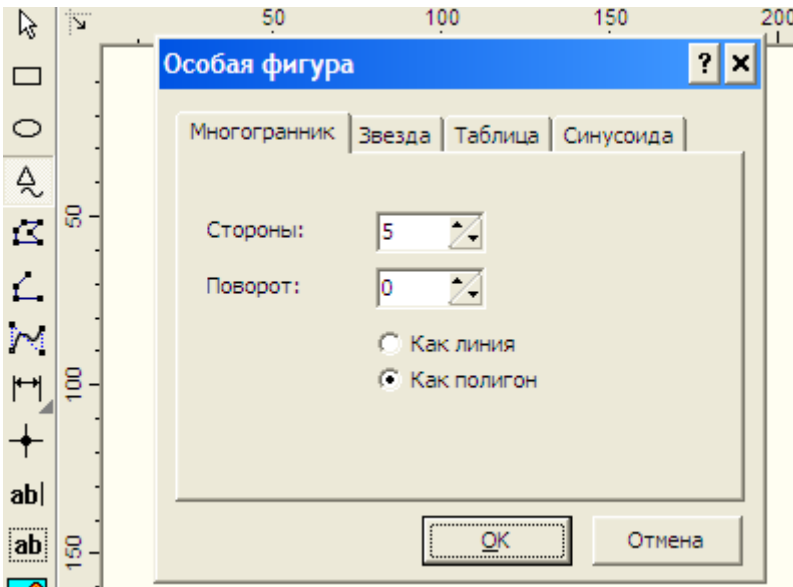 50 100 150 200
Особая фигура ? ×
Многогранник Звезда Таблица Синусоида
50
Стороны: 5
Поворот: 0
Как линия
100
Как полигон
ab|
ab
150
OK Отмена